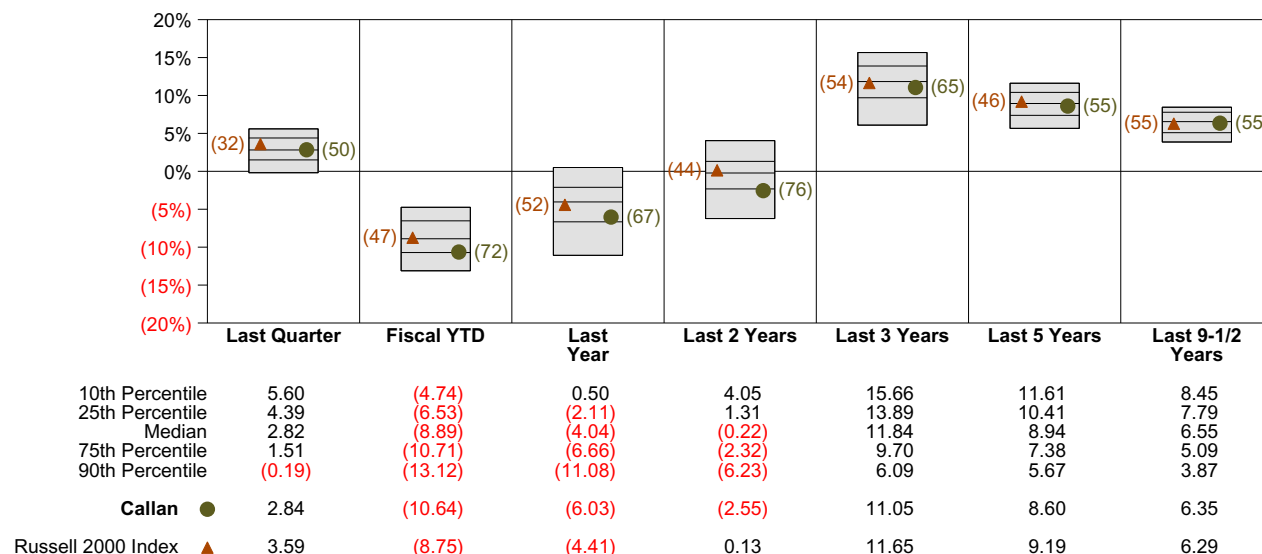 20%
15%
10%
5%
0%
(5%)
(10%)
(15%)
(20%)
(32) (50) (47) (72) (52) (67) (44) (76) (54) (65) (46) (55) (55) (55
Last Quarter Fiscal YTD Last Last 2 Years Last 3 Years Last 5 Years Last 9-1/2
Year Years
10th Percentile 5.60 (4.74) 0.50 4.05 15.66 11.61 8.45
25th Percentile 4.39 (6.53) (2.11) 1.31 13.89 10.41 7.79
Median 2.82 (8.89) (4.04) (0.22) 11.84 8.94 6.55
75th Percentile 1.51 (10.71) (6.66) (2.32) 9.70 7.38 5.09
90th Percentile (0.19) (13.12) (11.08) (6.23) 6.09 5.67 3.87
Callan 2.84 (10.64) (6.03) (2.55) 11.05 8.60 6.35
Russell 2000 Index 3.59 (8.75) (4.41) 0.13 11.65 9.19 6.29